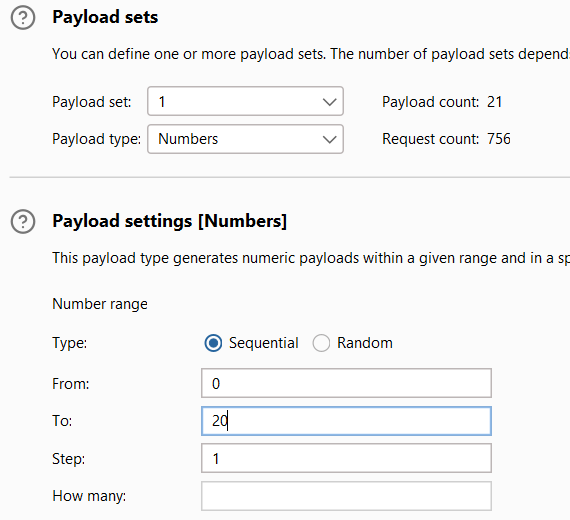 Payload sets
You can define one or more payload sets. The number of payload sets depend
Payload set: 1 Payload count: 21
Payload type: Numbers Request count: 756
Payload settings [Numbers]
This payload type generates numeric payloads within a given range and in a sp
Number range
Type: Sequential Random
From: 0
To: 20
Step: 1
How many: